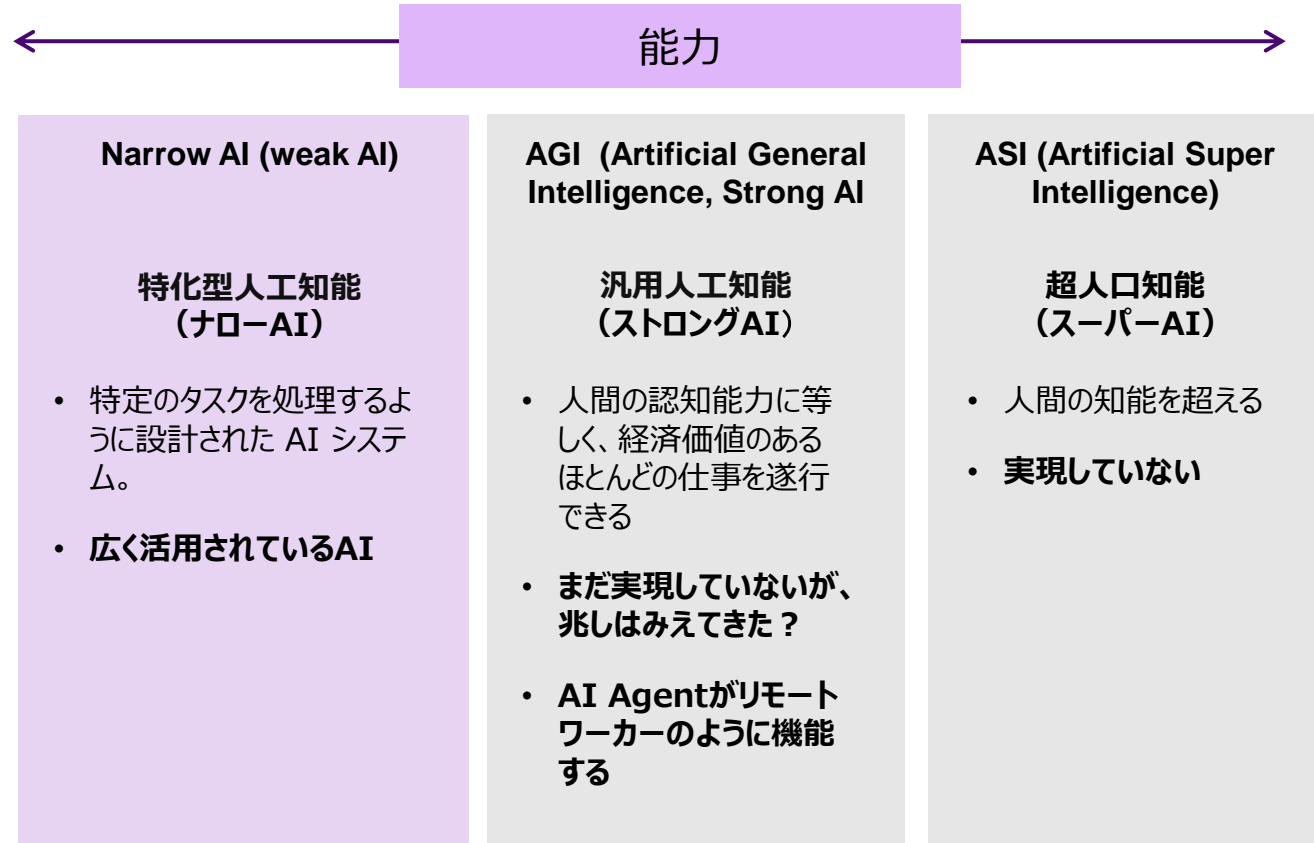 能力
Narrow AI (weak AI)
特化型人工知能
（ナローAI）
• 特定のタスクを処理するよ
うに設計された AI システ
ム。
• 広く活用されているAI
AGI (Artificial General
Intelligence, Strong AI
汎用人工知能
（ストロングAI）
• 人間の認知能力に等
しく、経済価値のある
ほとんどの仕事を遂行
できる
• まだ実現していないが、
兆しはみえてきた？
• AI Agentがリモート
ワーカーのように機能
する
ASI (Artificial Super
Intelligence)
超人口知能
（スーパーAI）
• 人間の知能を超える
• 実現していない